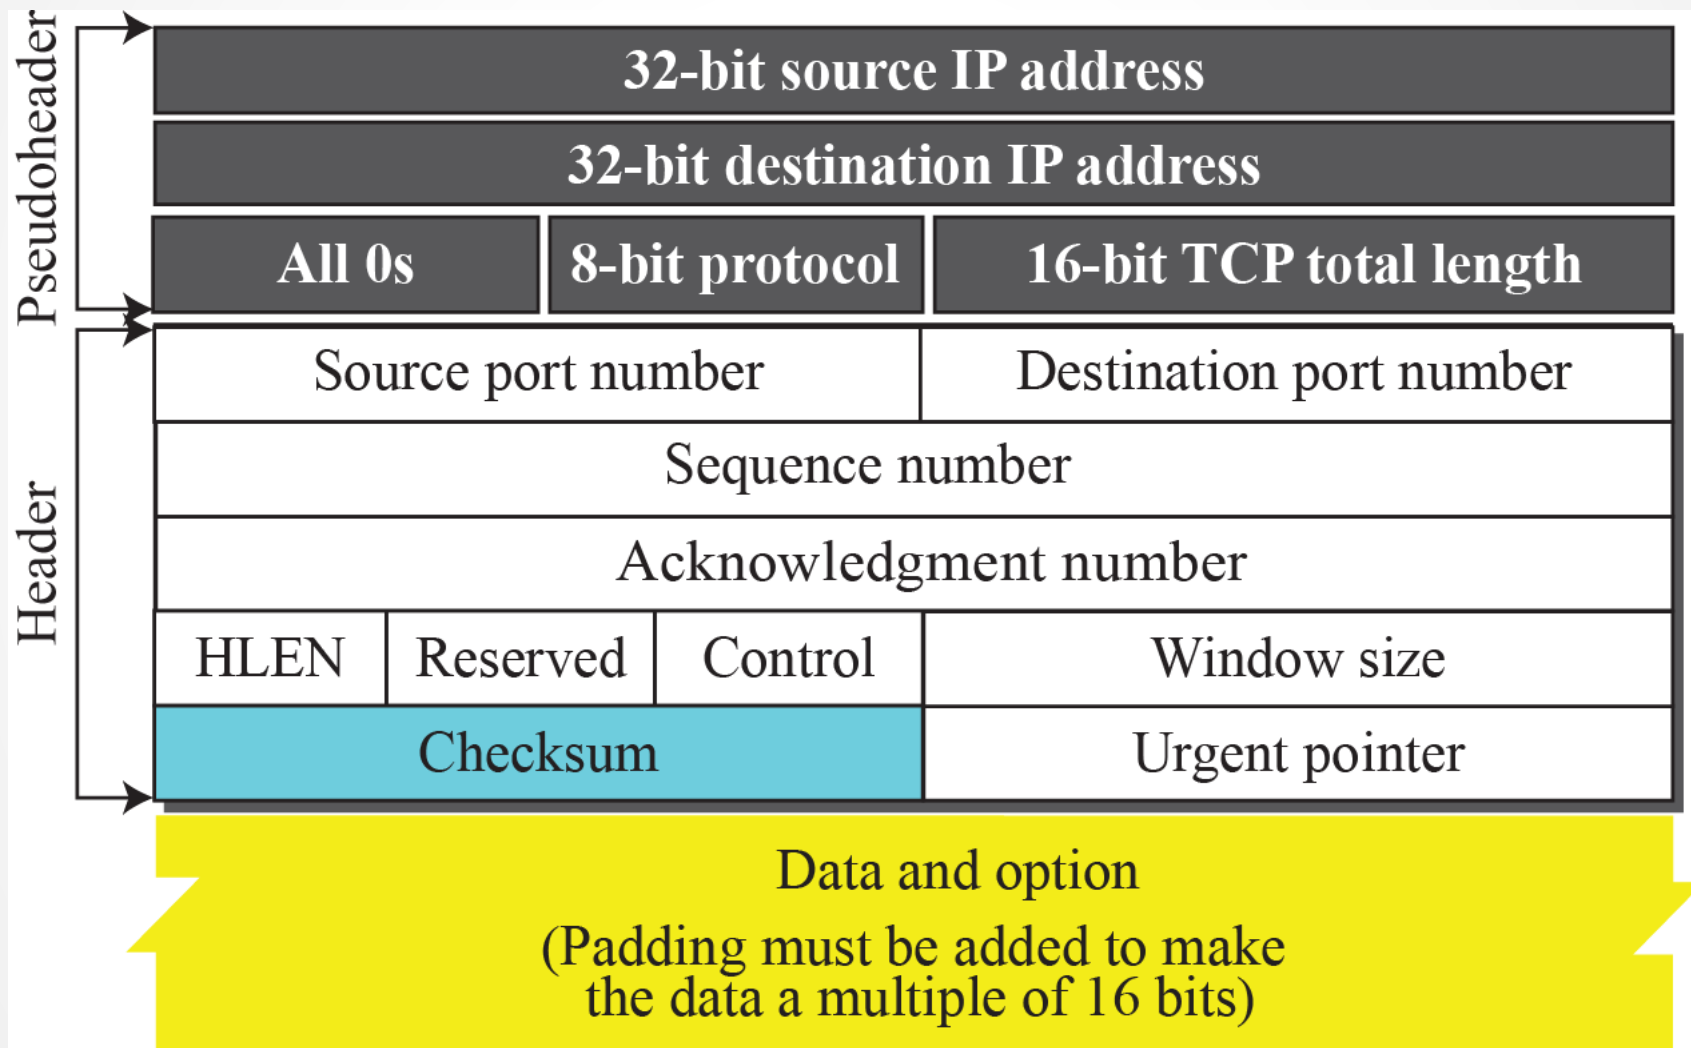 Pseudoheader
32-bit source IP address
32-bit destination IP address
All 0s
8-bit protocol
16-bit TCP total length
Header
Source port number
Destination port number
Sequence number
Acknowledgment number
HLEN
Reserved
Control
Window size
Checksum
Urgent pointer
Data and option
(Padding must be added to make
the data a multiple of 16 bits)